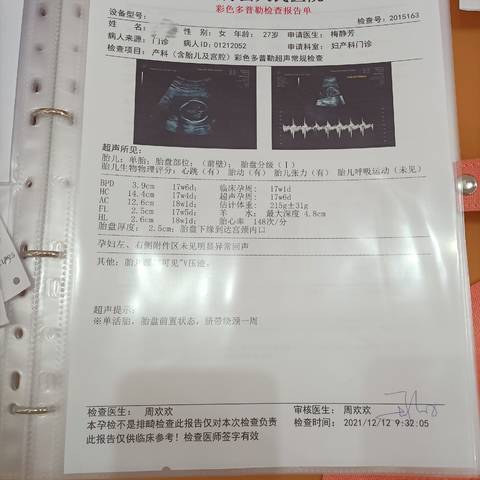 彩色多普勒检查报告单
设备型号: 检查号: 2015163
姓名: 性别: 女 年龄: 27岁 申请医生: 梅静芳
病人来源: 门诊 病人ID: 01212052 申请科室: 妇产科门诊
检查项目: 产科（含胎儿及宫腔）彩色多普勒超声常规检查
超声所见:
胎儿: 单胎; 胎盘部位: （前壁); 胎盘分级（Ⅰ）
胎儿生物物理评分: 心跳（有） 胎动（有） 胎儿张力（有） 胎儿呼吸运动（未见）
BPD 3.9cm 17w6d; 临床孕周: 17w1d
HC 14.4cm 17w4d; 超声孕周: 17w6d
AC 12.6cm 18w1d; 估计体重: 215g±31g
FL 2.5cm 17w5d; 羊 水: 最大深度 4.8cm
HL 2.6cm 18w1d; 胎心率 148次/分
胎盘厚度: 2.5cm; 胎盘下缘到达宫颈内口
孕妇左、右侧附件区未见明显异常回声
其他: 胎儿颈 可见"V压迹。
超声提示:
※单活胎, 胎盘前置状态, 脐带绕颈一周
检查医生: 周欢欢 审核医生: 周欢欢
本孕检不是排畸检查此报告仅对本次检查负责 检查时间: 2021/12/12 9:32:05
此报告仅供临床参考! 检查医师签字有效